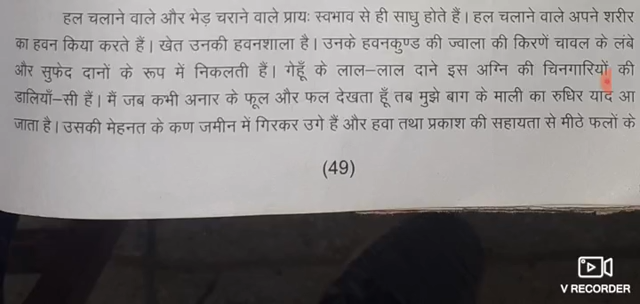 हल चलाने वाले और भेड़ चराने वाले प्रायः स्वभाव से ही साधु होते हैं। हल चलाने वाले अपने शरीर
का हवन किया करते हैं। खेत उनकी हवनशाला है। उनके हवनकुण्ड की ज्वाला की किरणें चावल के लंबे
और सुफेद दानों के रूप में निकलती हैं। गेहूँ के लाल-लाल दाने इस अग्नि की चिनगारियों की
डालियाँ-सी हैं। मैं जब कभी अनार के फूल और फल देखता हूँ तब मुझे बाग के माली का रुधिर याद आ
जाता है। उसकी मेहनत के कण जमीन में गिरकर उगे हैं और हवा तथा प्रकाश की सहायता से मीठे फलों के
(49)
V RECORDER